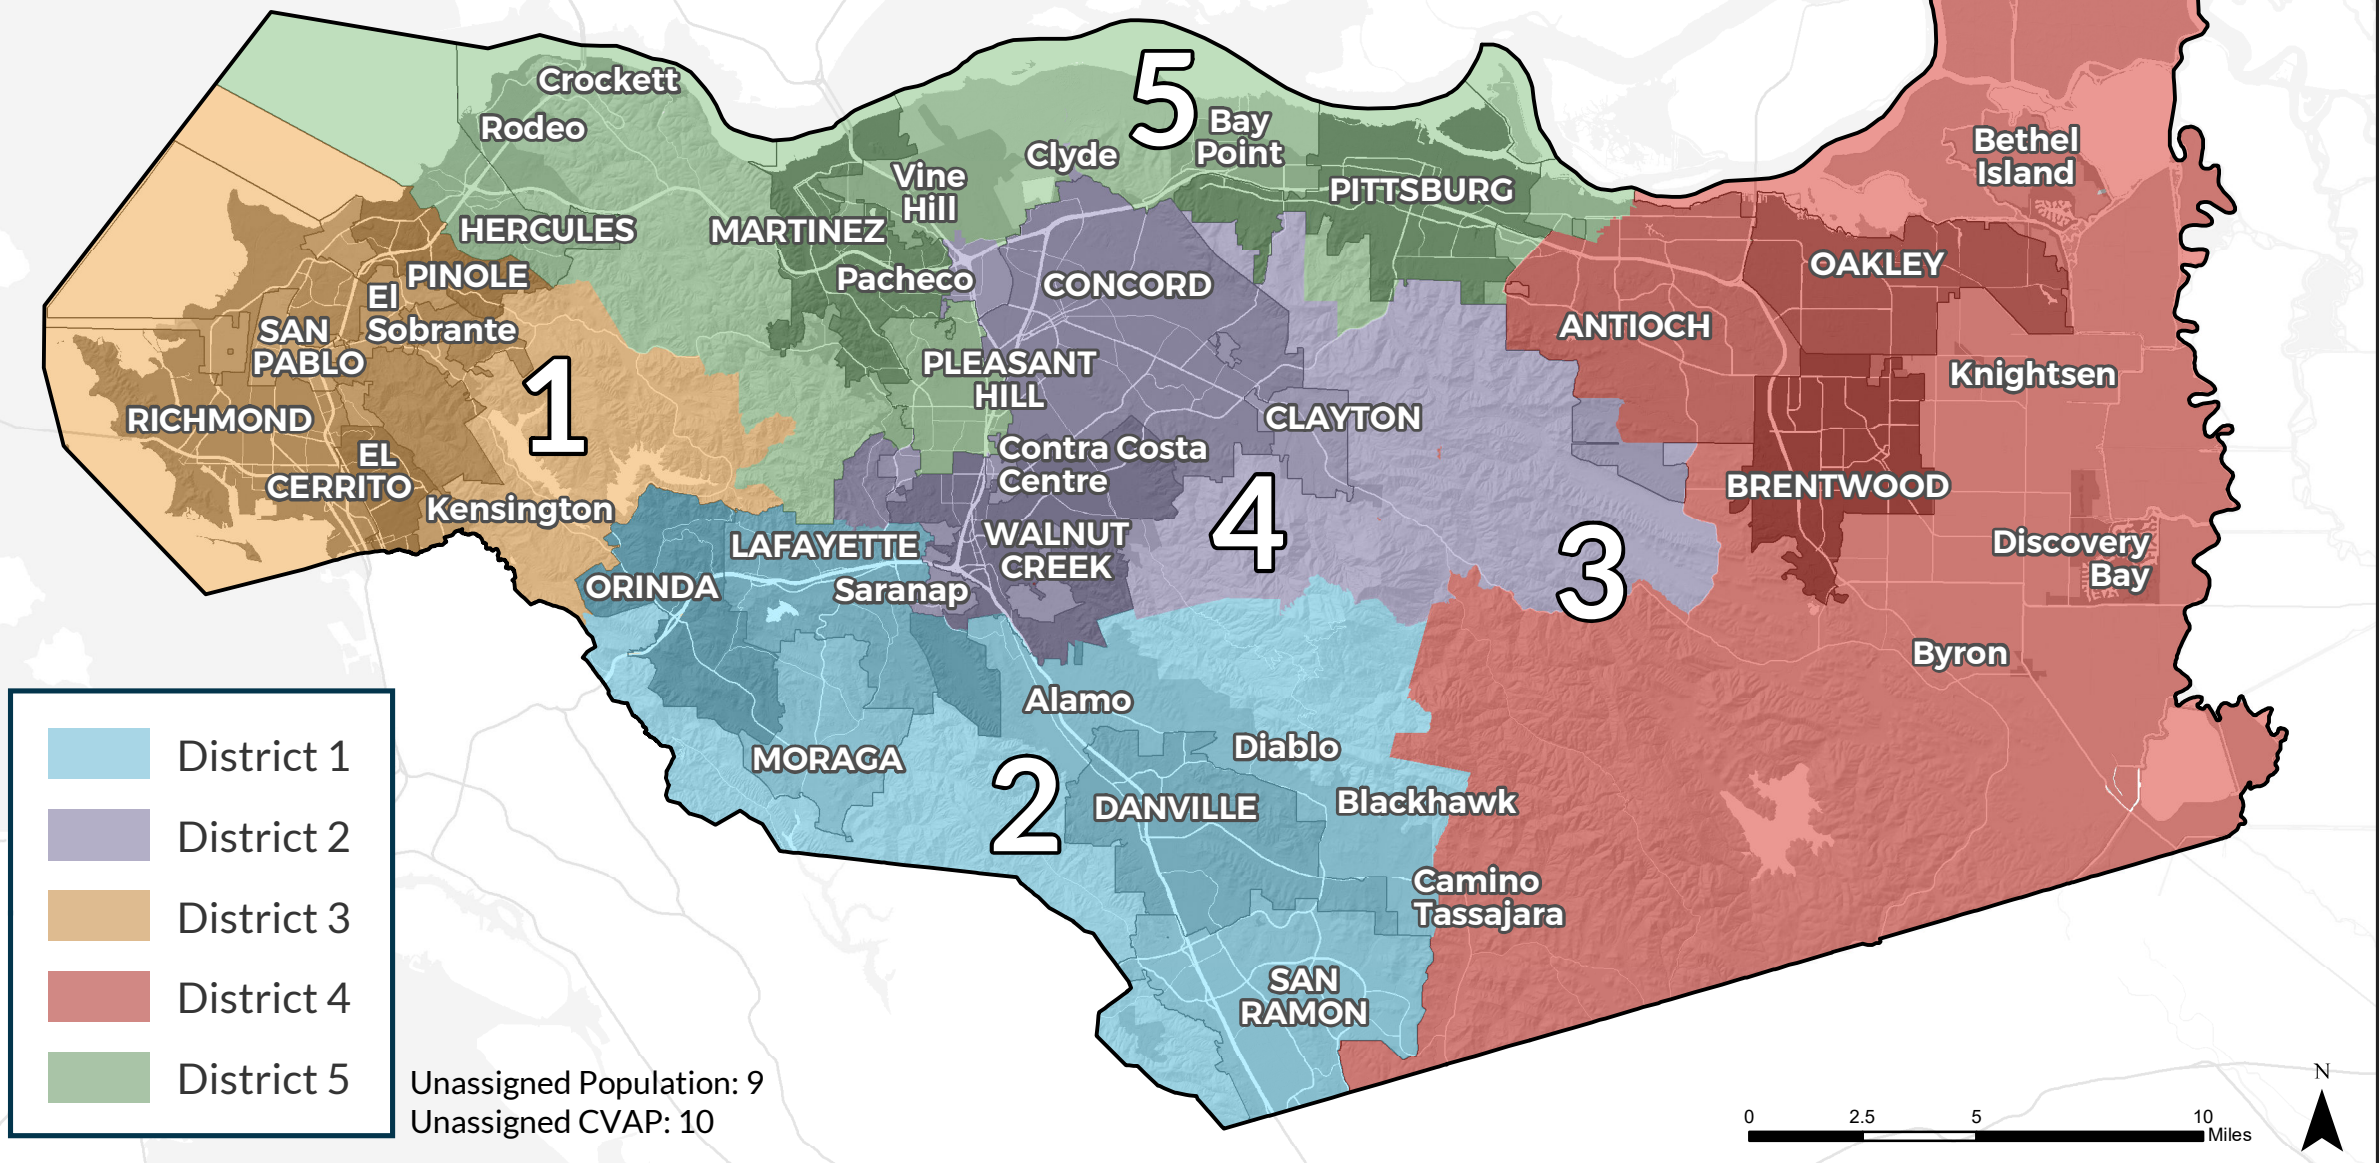 Crockett
5
Rodeo
Bay
Point
Clyde
Bethel
Island
Vine
Hill
PITTSBURG
HERCULES
MARTINEZ
OAKLEY
PINOLE
Pacheco
CONCORD
El
Sobrante
SAN
PABLO
ANTIOCH
PLEASANT
HILL
Knightsen
1
RICHMOND
CLAYTON
EL
CERRITO
Contra Costa
Centre
BRENTWOOD
Kensington
4
WALNUT
CREEK
3
LAFAYETTE
Discovery
Bay
ORINDA
Saranap
Byron
Alamo
MORAGA
Diablo
2
DANVILLE
Blackhawk
Camino
Tassajara
SAN
RAMON
District 1
District 2
District 3
District 4
District 5
Unassigned Population: 9
Unassigned CVAP: 10
0 2.5 5 10
Miles
N